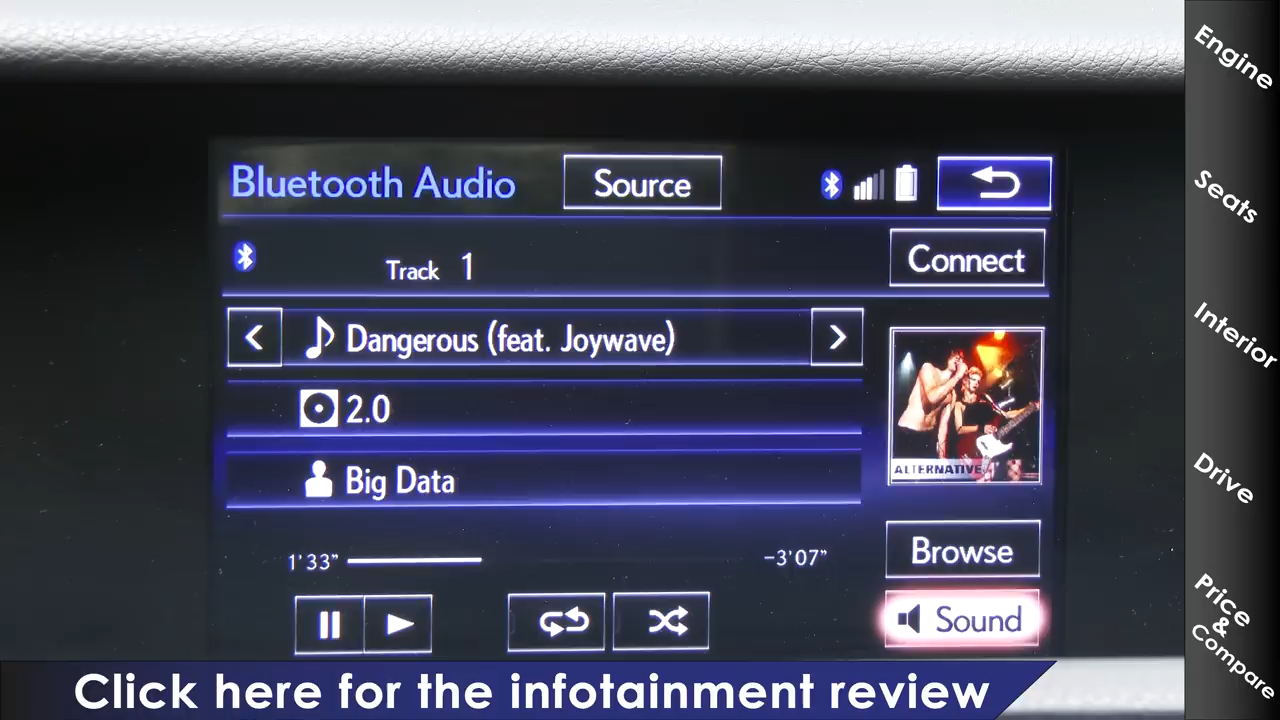 Bluetooth Audio
Source
Track 1
Connect
Dangerous (feat. Joywave)
2.0
Big Data
ALTERNATIVE
1'33"
-3'07"
Browse
Sound
Click here for the infotainment review
Engine
Seats
Interior
Drive
Price
&
Compare